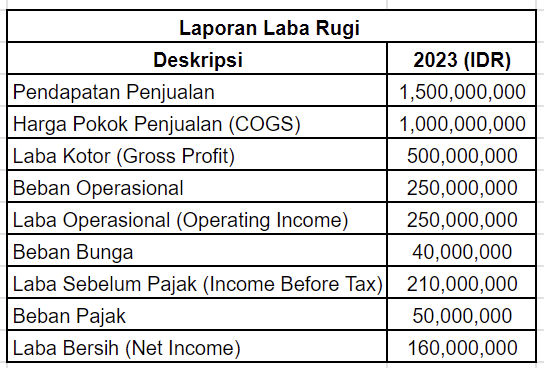 Laporan Laba Rugi
Deskripsi 2023 (IDR)
Pendapatan Penjualan 1,500,000,000
Harga Pokok Penjualan (COGS) 1,000,000,000
Laba Kotor (Gross Profit) 500,000,000
Beban Operasional 250,000,000
Laba Operasional (Operating Income) 250,000,000
Beban Bunga 40,000,000
Laba Sebelum Pajak (Income Before Tax) 210,000,000
Beban Pajak 50,000,000
Laba Bersih (Net Income) 160,000,000